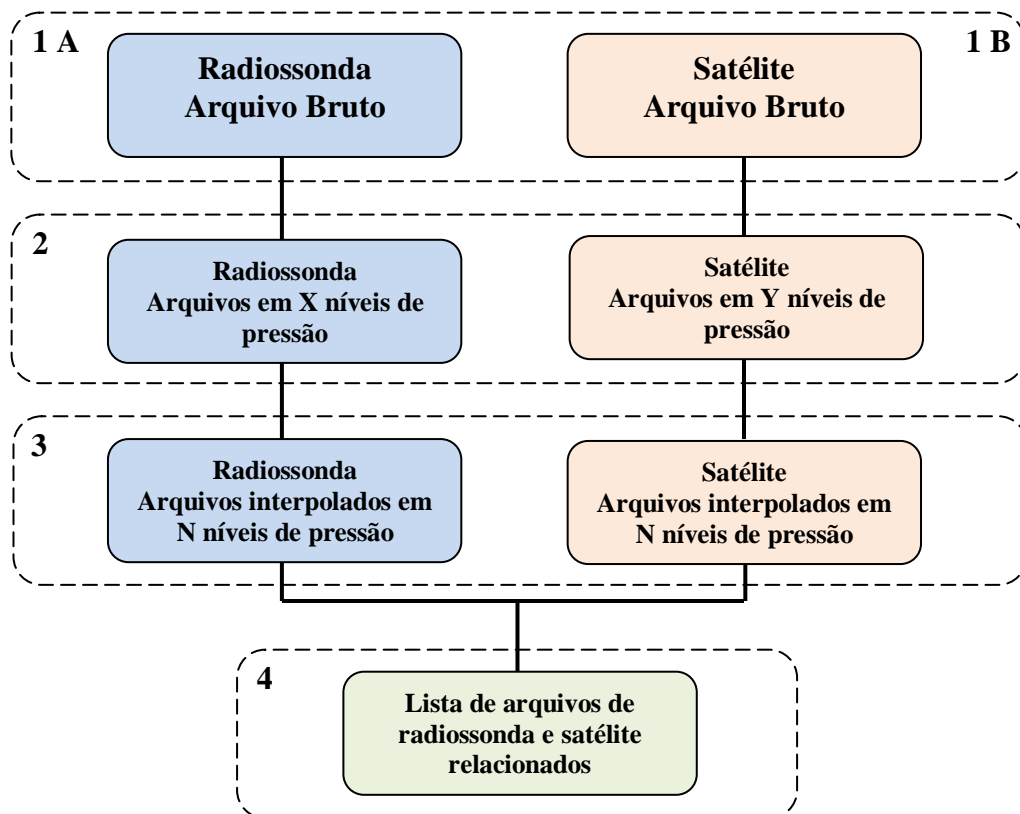 1 A
Radiossonda
Arquivo Bruto
1 B
Satélite
Arquivo Bruto
2
Radiossonda
Arquivos em X níveis de
pressão
Satélite
Arquivos em Y níveis de
pressão
3
Radiossonda
Arquivos interpolados em
N níveis de pressão
Satélite
Arquivos interpolados em
N níveis de pressão
4
Lista de arquivos de
radiossonda e satélite
relacionados